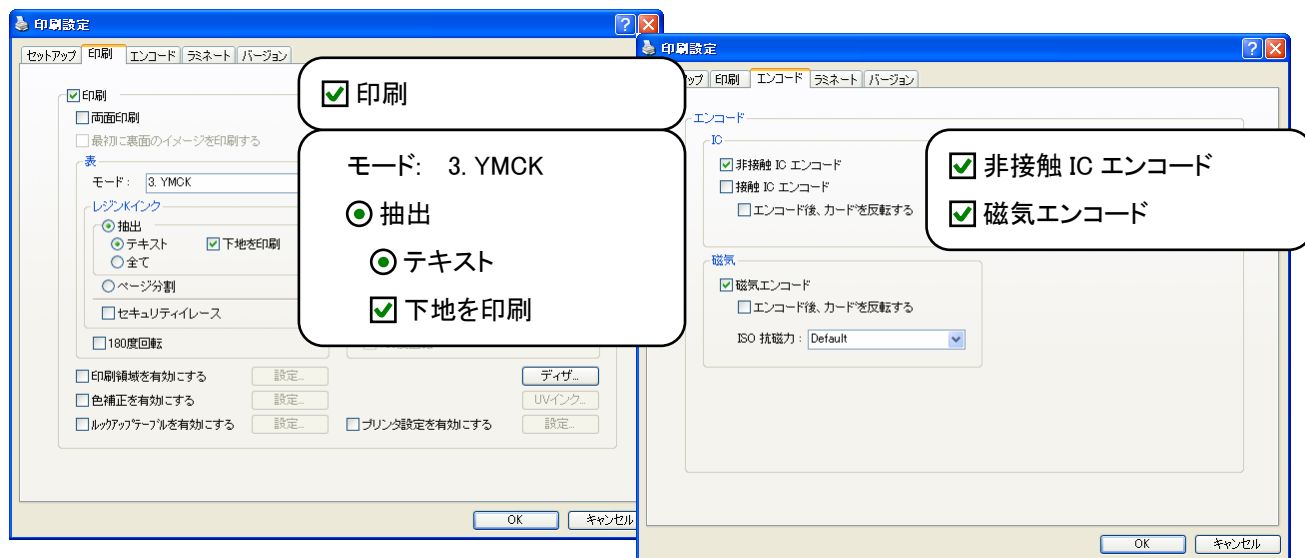 印刷設定
セットアップ 印刷 エンコード ラミネート バージョン
印刷
両面印刷
最初に裏面のイメージを印刷する
表
モード: 3. YMCK
レジンKインク
抽出
テキスト 下地を印刷
全て
ページ分割
セキュリティイレース
180度回転
印刷領域を有効にする 設定... ディザ...
色補正を有効にする 設定... UVインク...
ルックアップテーブルを有効にする 設定... プリンタ設定を有効にする 設定...
OK キャンセル
印刷
モード: 3. YMCK
抽出
テキスト
下地を印刷
印刷設定
ップ 印刷 エンコード ラミネート バージョン
エンコード
IC
非接触 IC エンコード
接触 IC エンコード
エンコード後、カードを反転する
磁気
磁気エンコード
エンコード後、カードを反転する
ISO 抗磁力: Default
OK キャンセル
非接触 IC エンコード
磁気エンコード